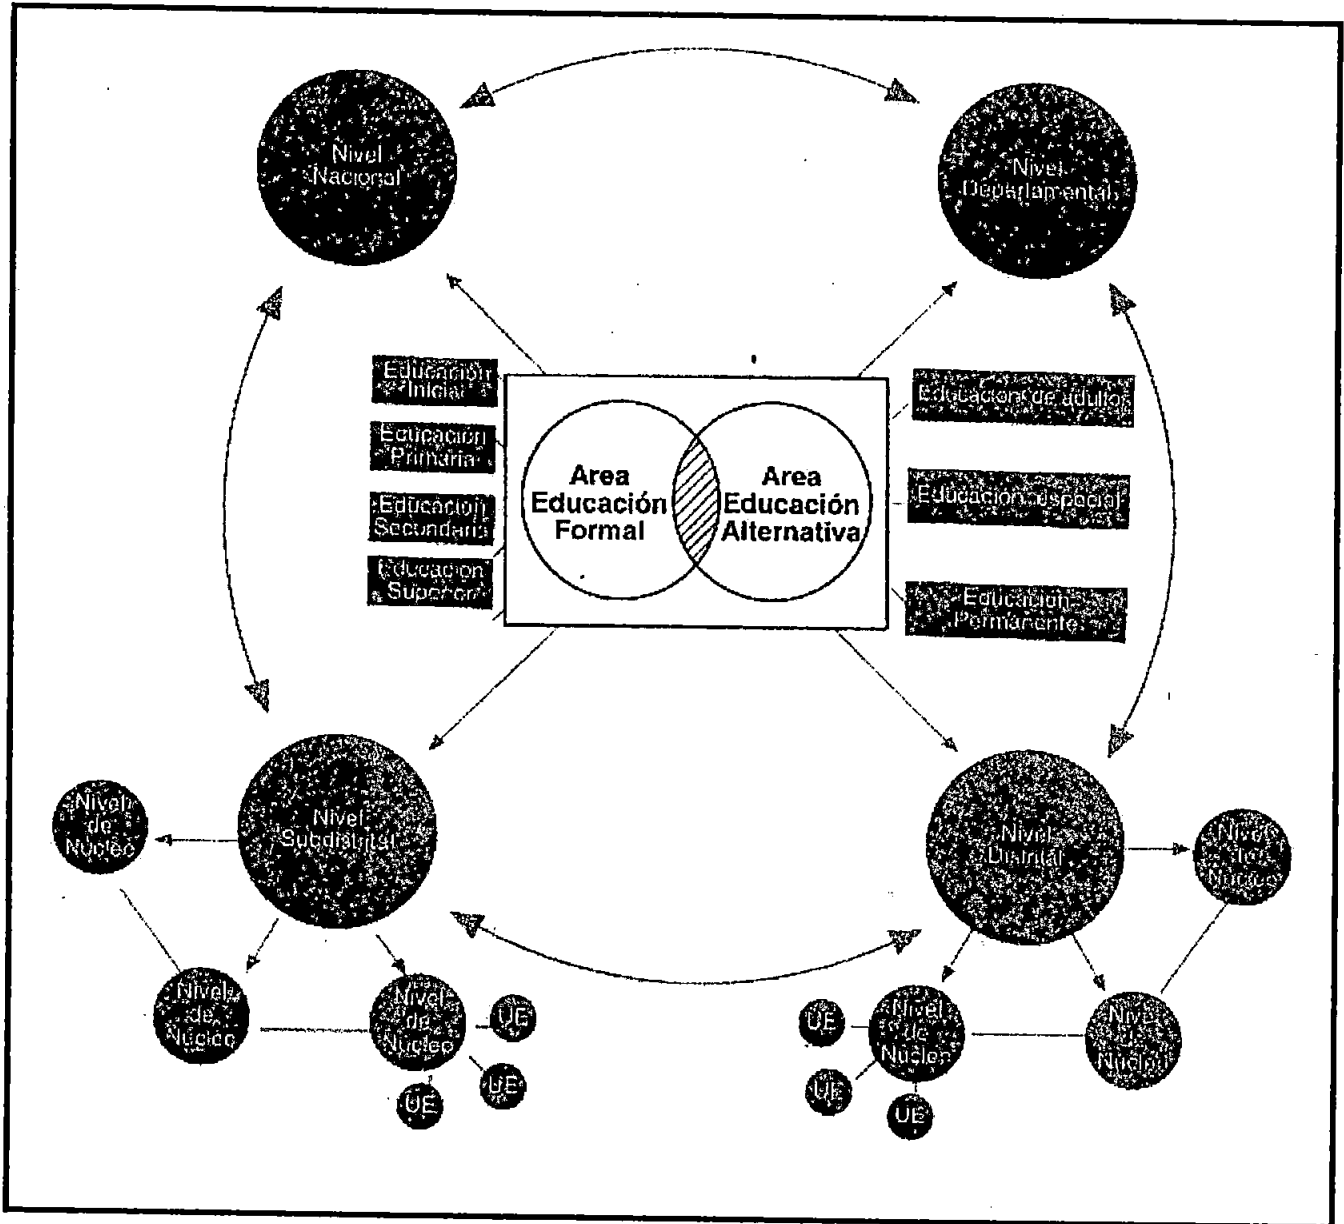 Nivel
Nacional
Nivel
Departamental
Educación
Inicial
Educación
Primaria
Educación
Secundaria
Educación
Superior
Area
Educación
Formal
Area
Educación
Alternativa
Educación de adultos
Educación especial
Educación
Permanente
Nivel
Subdistrital
Nivel
de
Núcleo
Nivel
de
Núcleo
Nivel
de
Núcleo
UE
UE
UE
Nivel
Distrital
Nivel
de
Núcleo
Nivel
de
Núcleo
Nivel
de
Núcleo
UE
UE
UE